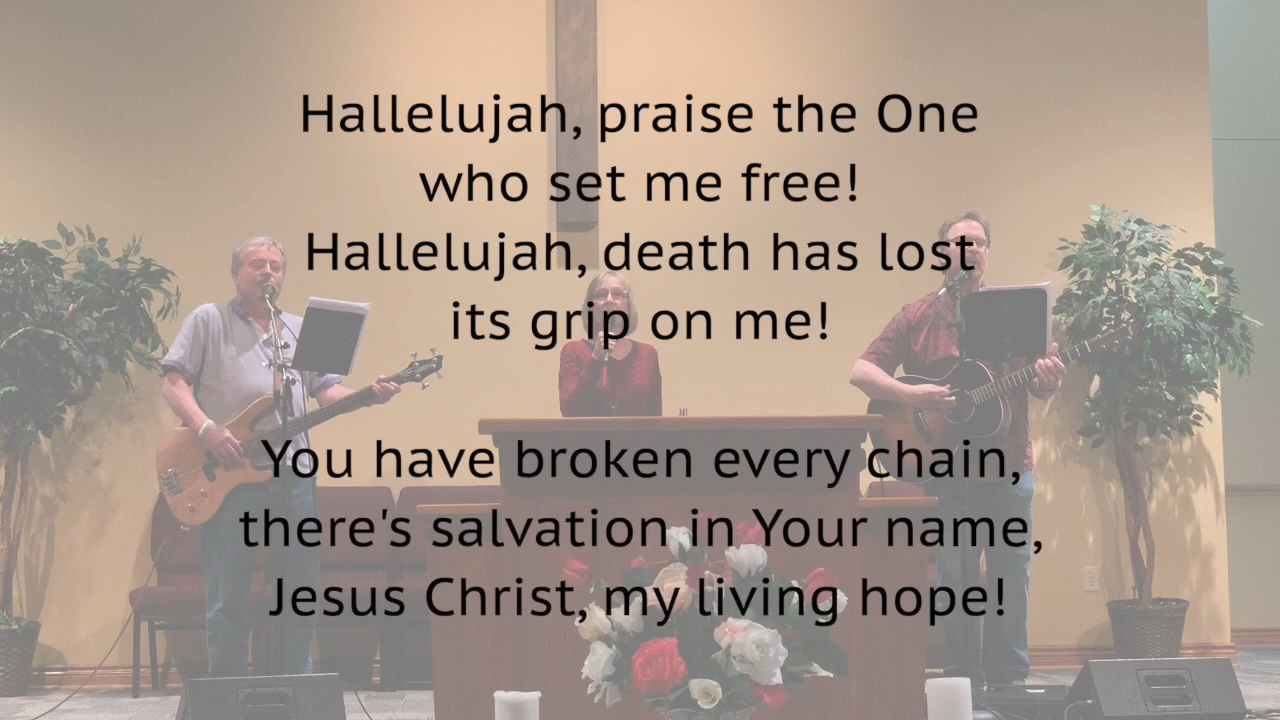 Hallelujah, praise the One
who set me free!
Hallelujah, death has lost
its grip on me!
You have broken every chain,
there's salvation in Your name,
Jesus Christ, my living hope!